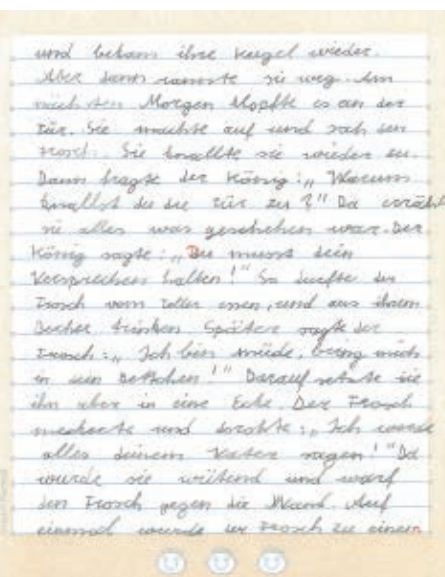 und bekam ihre Kugel wieder.
Aber dann rannte sie weg. Am
nächsten Morgen klopfte es an der
Tür. Sie machte auf und sah den
Frosch. Sie knallte sie wieder zu.
Dann fragte der König: „Warum
knallst du die Tür zu?" Da erzählt
sie alles was geschehen war. Der
König sagte: „Du musst dein
Versprechen halten!" So durfte der
Frosch vom Teller essen, und aus ihrem
Becher trinken. Später sagte der
Frosch: „Ich bin müde, bring mich
in dein Bettchen!" Darauf setzte sie
ihn aber in eine Ecke. Der Frosch
meckerte und drohte: „Ich werde
alles deinem Vater sagen!" Da
wurde sie wütend und warf
den Frosch gegen die Wand. Auf
einmal wurde der Frosch zu einem